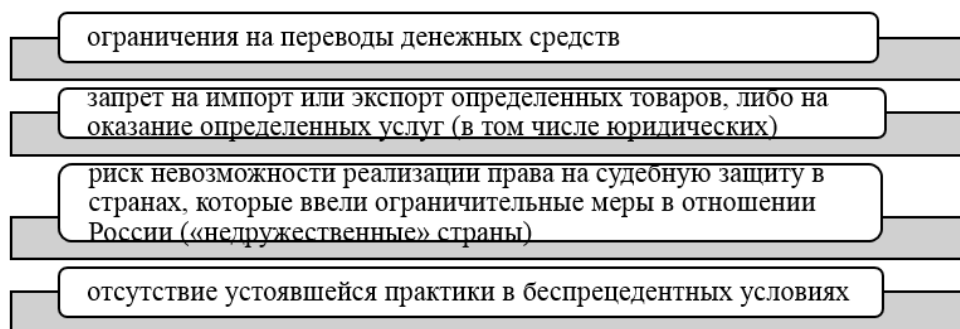 ограничения на переводы денежных средств
запрет на импорт или экспорт определенных товаров, либо на
оказание определенных услуг (в том числе юридических)
риск невозможности реализации права на судебную защиту в
странах, которые ввели ограничительные меры в отношении
России («недружественные» страны)
отсутствие устоявшейся практики в беспрецедентных условиях